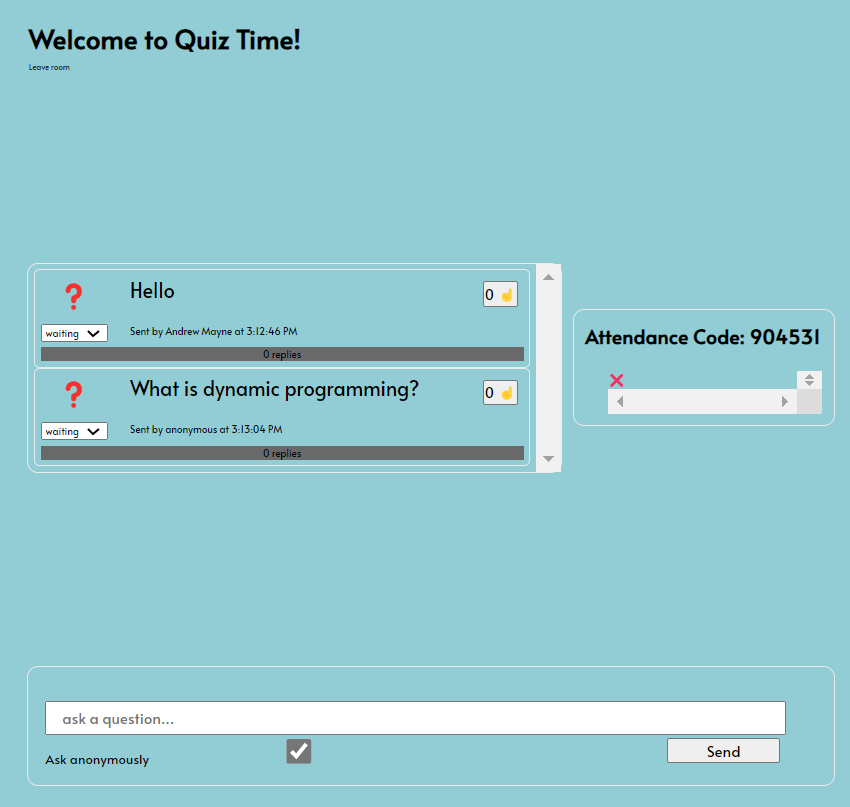 Welcome to Quiz Time!
Leave room
Hello
0
waiting
Sent by Andrew Mayne at 3:12:46 PM
0 replies
What is dynamic programming?
0
waiting
Sent by anonymous at 3:13:04 PM
0 replies
Attendance Code: 904531
ask a question...
Ask anonymously
Send